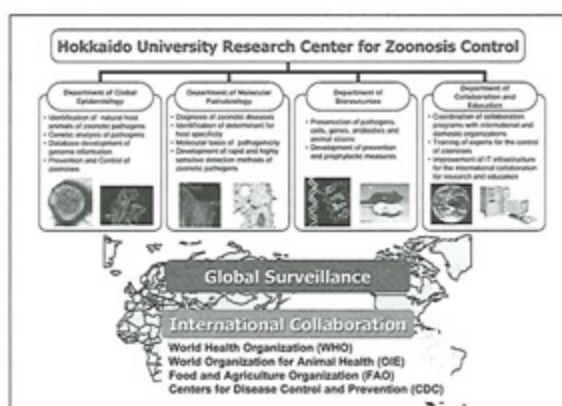 Hokkaido University Research Center for Zoonosis Control
Department of Global
Epidemiology
• Identification of natural host
animals of zoonotic pathogens
• Genetic analysis of pathogens
• Database development of
genome information
• Prevention and Control of
zoonoses
Department of Molecular
Pathobiology
• Diagnosis of zoonotic diseases
• Identification of determinant for
host specificity
• Molecular basis of pathogenicity
• Development of rapid and highly
sensitive detection methods of
zoonotic pathogens
Department of
Bioresources
• Preservation of pathogens,
cells, genes, antibodies and
animal strains
• Development of prevention
and prophylactic measures
Department of
Collaboration and
Education
• Coordination of collaboration
programs with international and
domestic organizations
• Training of experts for the control
of zoonoses
• Improvement of IT infrastructure
for the international collaboration
for research and education
Global Surveillance
International Collaboration
World Health Organization (WHO)
World Organization for Animal Health (OIE)
Food and Agriculture Organization (FAO)
Centers for Disease Control and Prevention (CDC)